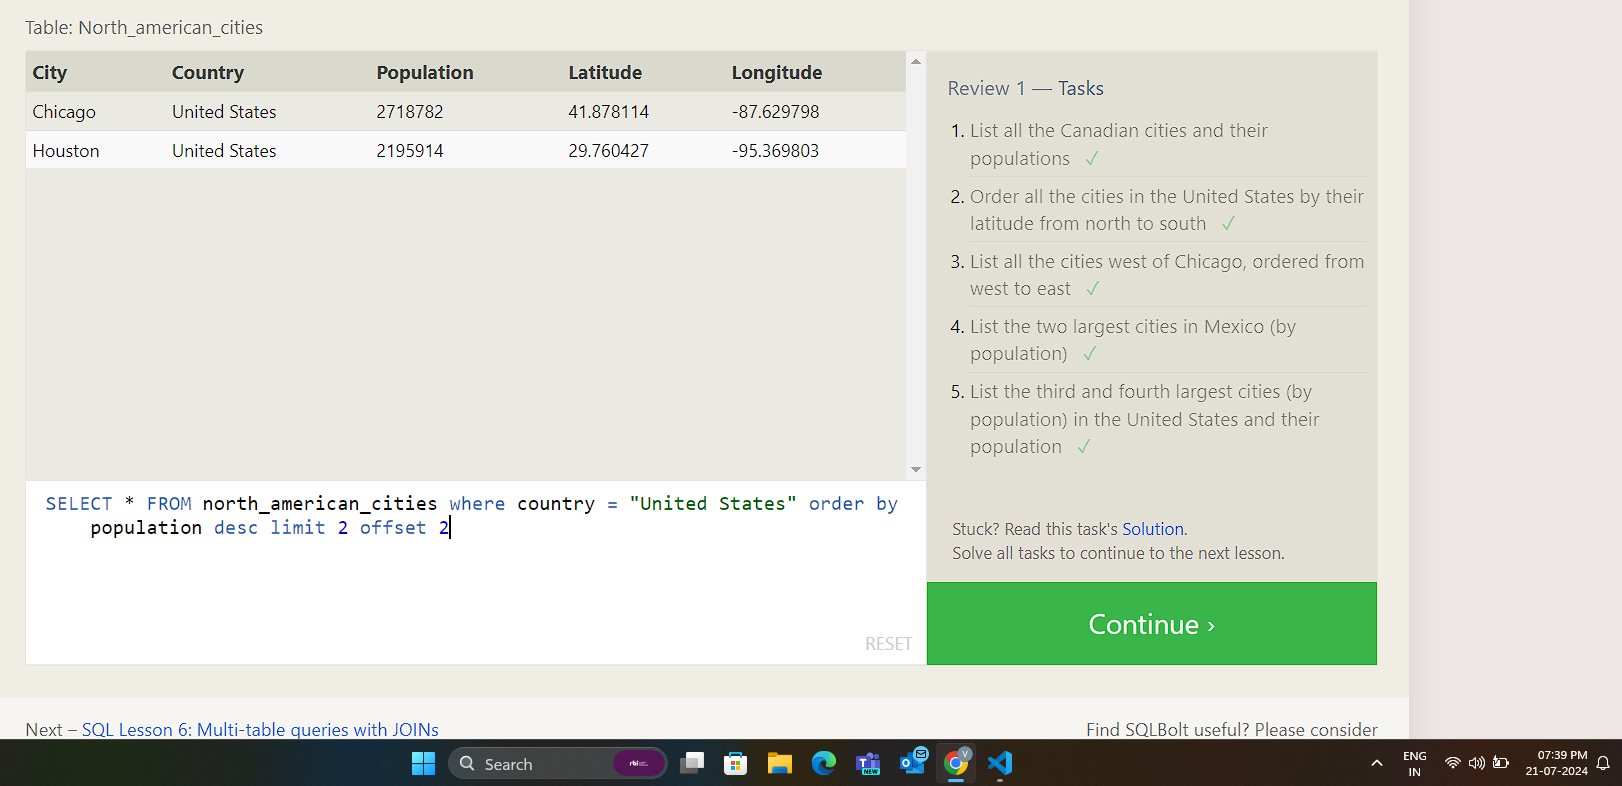 Table: North_american_cities
City Country Population Latitude Longitude
Chicago United States 2718782 41.878114 -87.629798
Houston United States 2195914 29.760427 -95.369803
SELECT * FROM north_american_cities where country = "United States" order by
population desc limit 2 offset 2
RESET
Review 1 — Tasks
1. List all the Canadian cities and their
populations ✓
2. Order all the cities in the United States by their
latitude from north to south ✓
3. List all the cities west of Chicago, ordered from
west to east ✓
4. List the two largest cities in Mexico (by
population) ✓
5. List the third and fourth largest cities (by
population) in the United States and their
population ✓
Stuck? Read this task's Solution.
Solve all tasks to continue to the next lesson.
Continue ›
Next – SQL Lesson 6: Multi-table queries with JOINs
Find SQLBolt useful? Please consider
Search
NEW
V
ENG
IN
07:39 PM
21-07-2024